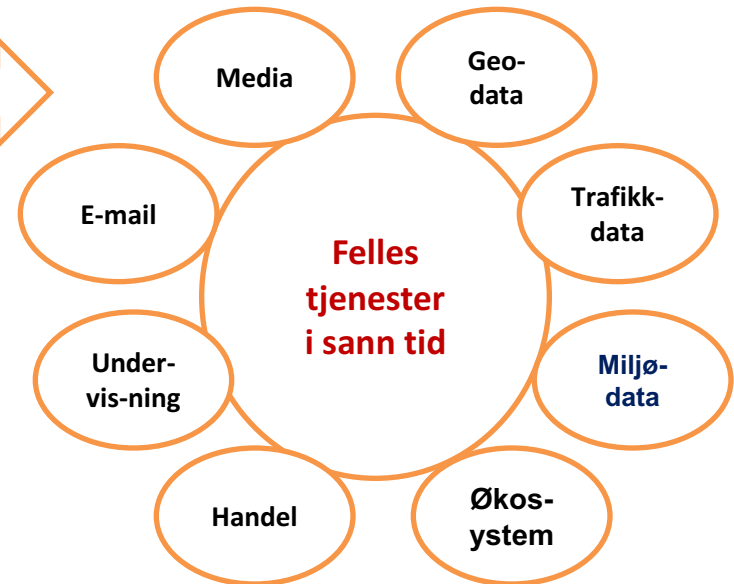 Media
Geo-
data
E-mail
Trafikk-
data
Felles
tjenester
i sann tid
Under-
vis-ning
Miljø-
data
Handel
Økos-
ystem